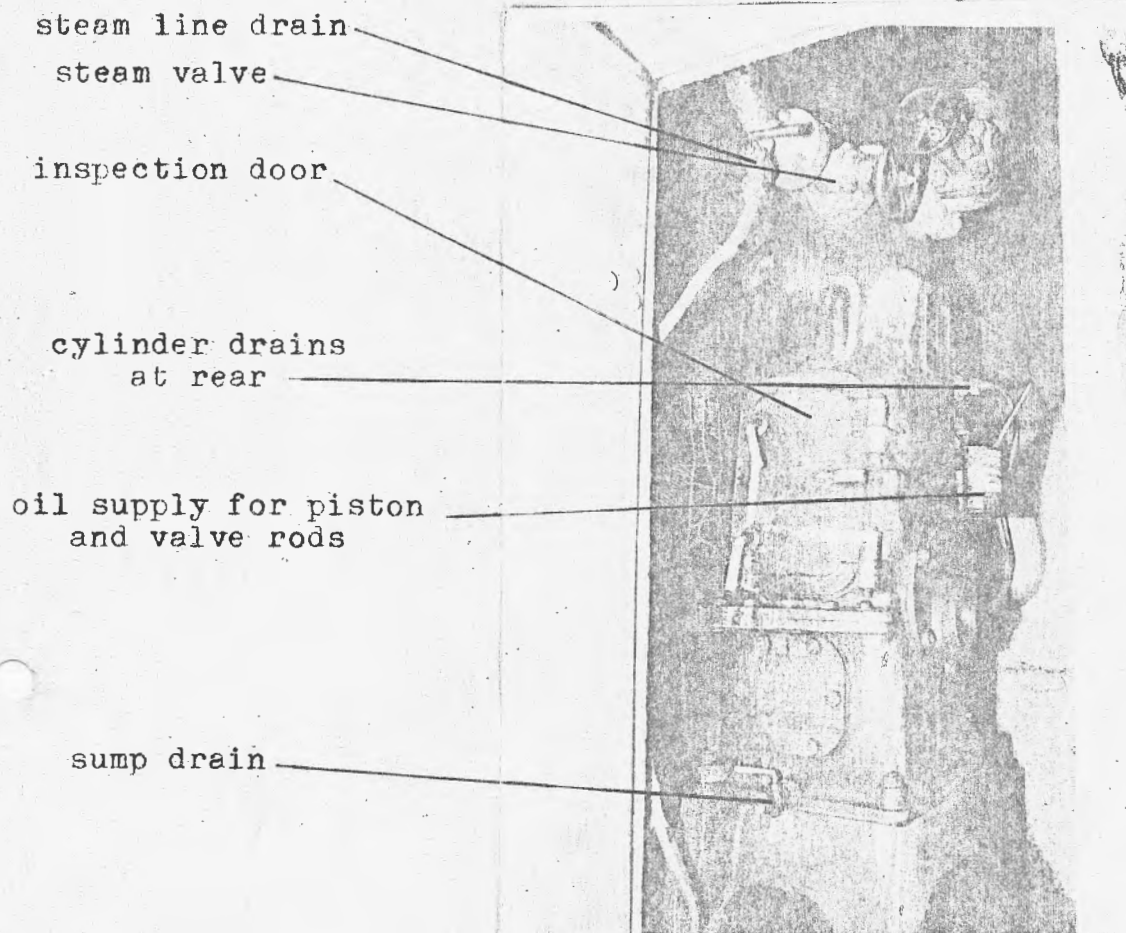 steam line drain
steam valve
inspection door
cylinder drains
at rear
oil supply for piston
and valve rods
sump drain